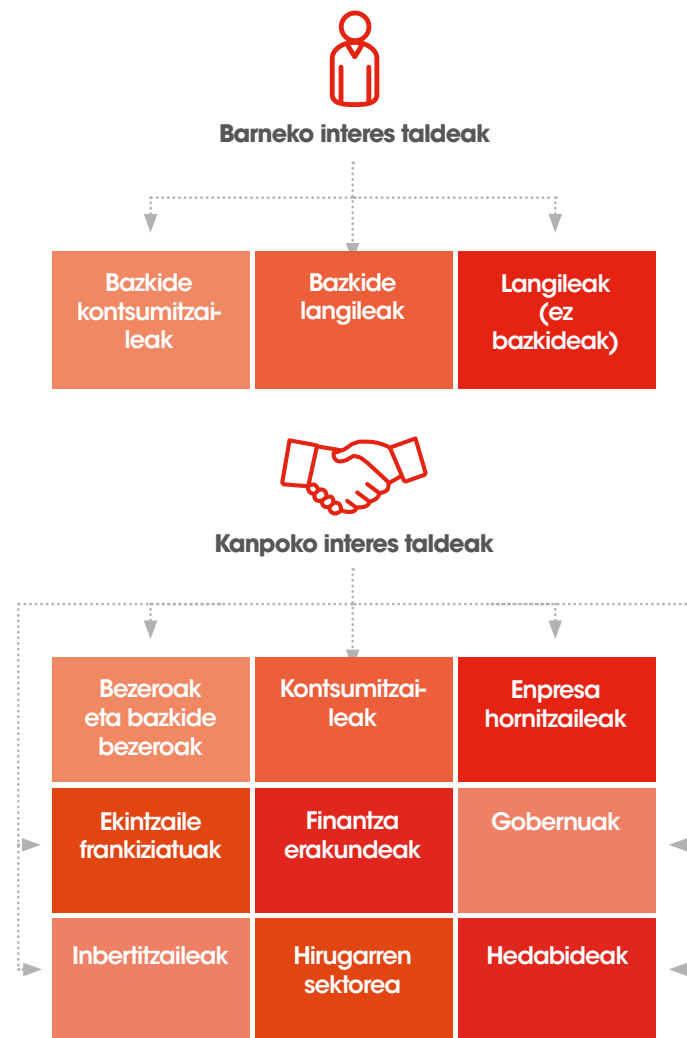 Barneko interes taldeak
Bazkide
kontsumitzai-
leak
Bazkide
langileak
Langileak
(ez
bazkideak)
Kanpoko interes taldeak
Bezeroak
eta bazkide
bezeroak
Kontsumitzai-
leak
Enpresa
hornitzaileak
Ekintzaile
frankiziatuak
Finantza
erakundeak
Gobernuak
Inbertitzaileak
Hirugarren
sektorea
Hedabideak